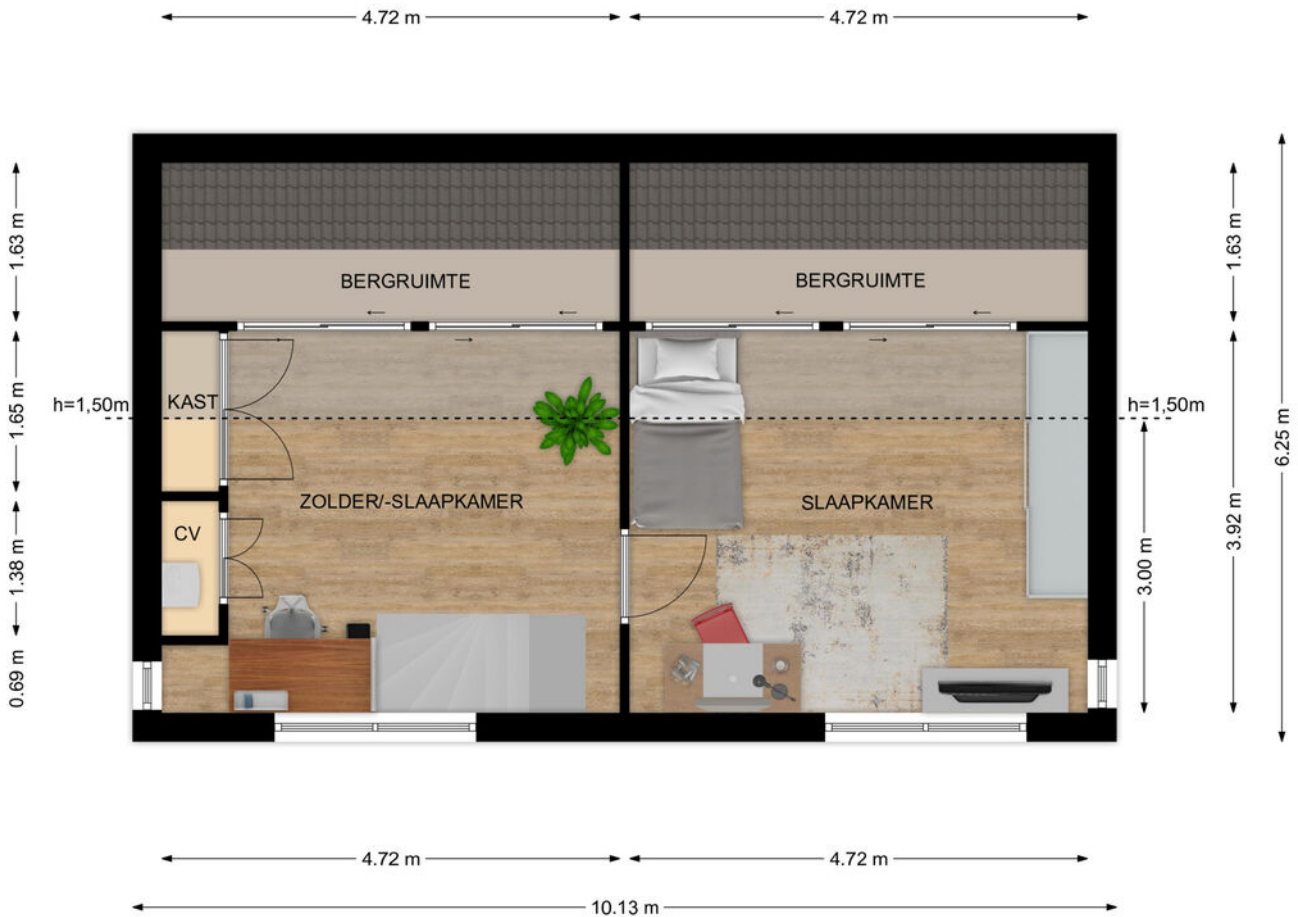 4.72 m
4.72 m
1.63 m
1.63 m
BERGRUIMTE
BERGRUIMTE
KAST
h=1,50m
h=1,50m
1.65 m
6.25 m
ZOLDER/-SLAAPKAMER
SLAAPKAMER
3.92 m
CV
1.38 m
3.00 m
0.69 m
4.72 m
4.72 m
10.13 m